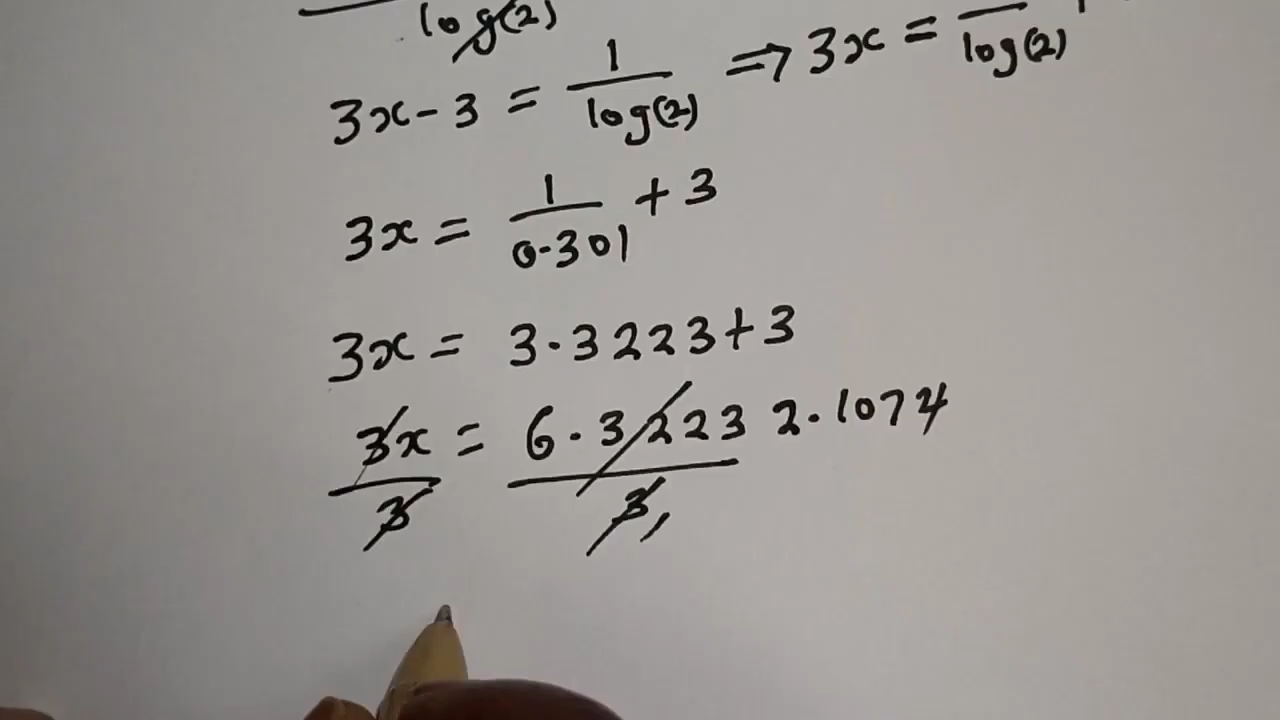 log(2)
3x - 3 = 1/log(2) ⇒ 3x = /log(2)
3x = 1/0.301 + 3
3x = 3.3223 + 3
3x/3 = 6.3223/3, 2.1074